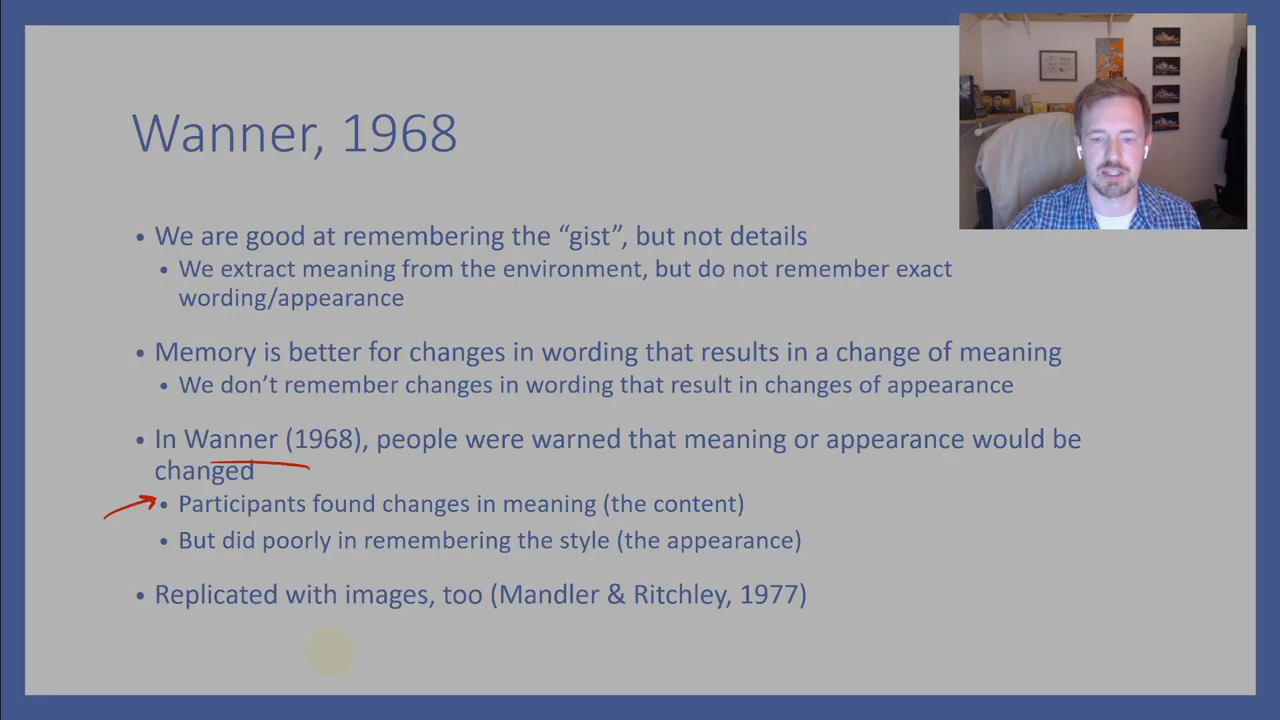 Wanner, 1968
• We are good at remembering the “gist”, but not details
• We extract meaning from the environment, but do not remember exact
wording/appearance
• Memory is better for changes in wording that results in a change of meaning
• We don’t remember changes in wording that result in changes of appearance
• In Wanner (1968), people were warned that meaning or appearance would be
changed
• Participants found changes in meaning (the content)
• But did poorly in remembering the style (the appearance)
• Replicated with images, too (Mandler & Ritchley, 1977)
TAPE